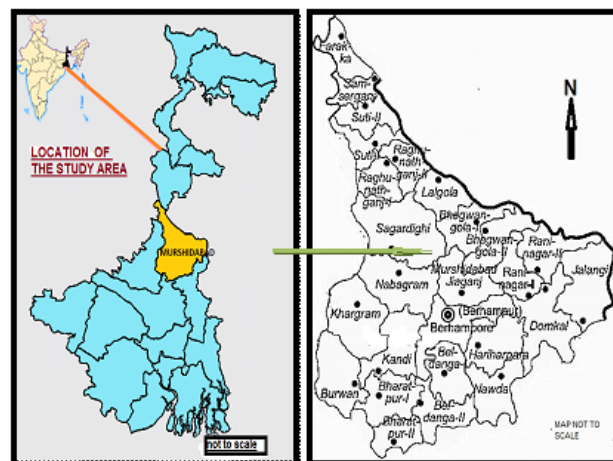 LOCATION OF
THE STUDY AREA
MURSHIDABAD
not to scale
N
Farak-
ka
Sam-
serganj
Suti-II
Suti-I
Raghu-
nath-
ganj-II
Raghu-
nath-
ganj-I
Lalgola
Sagardighi
Bhagwan-
gola-I
Bhagwan-
gola-II
Rani-
nagar-II
Jalangi
Murshidabad
Jiaganj
Rani-
nagar-I
Nabagram
Khargram
(Berhampur)
Berhampore
Domkal
Hariharpara
Kandi
Bel-
danga-I
Nawda
Burwan
Bharat-
pur-I
Bel-
danga-II
Bharat-
pur-II
MAP NOT TO
SCALE